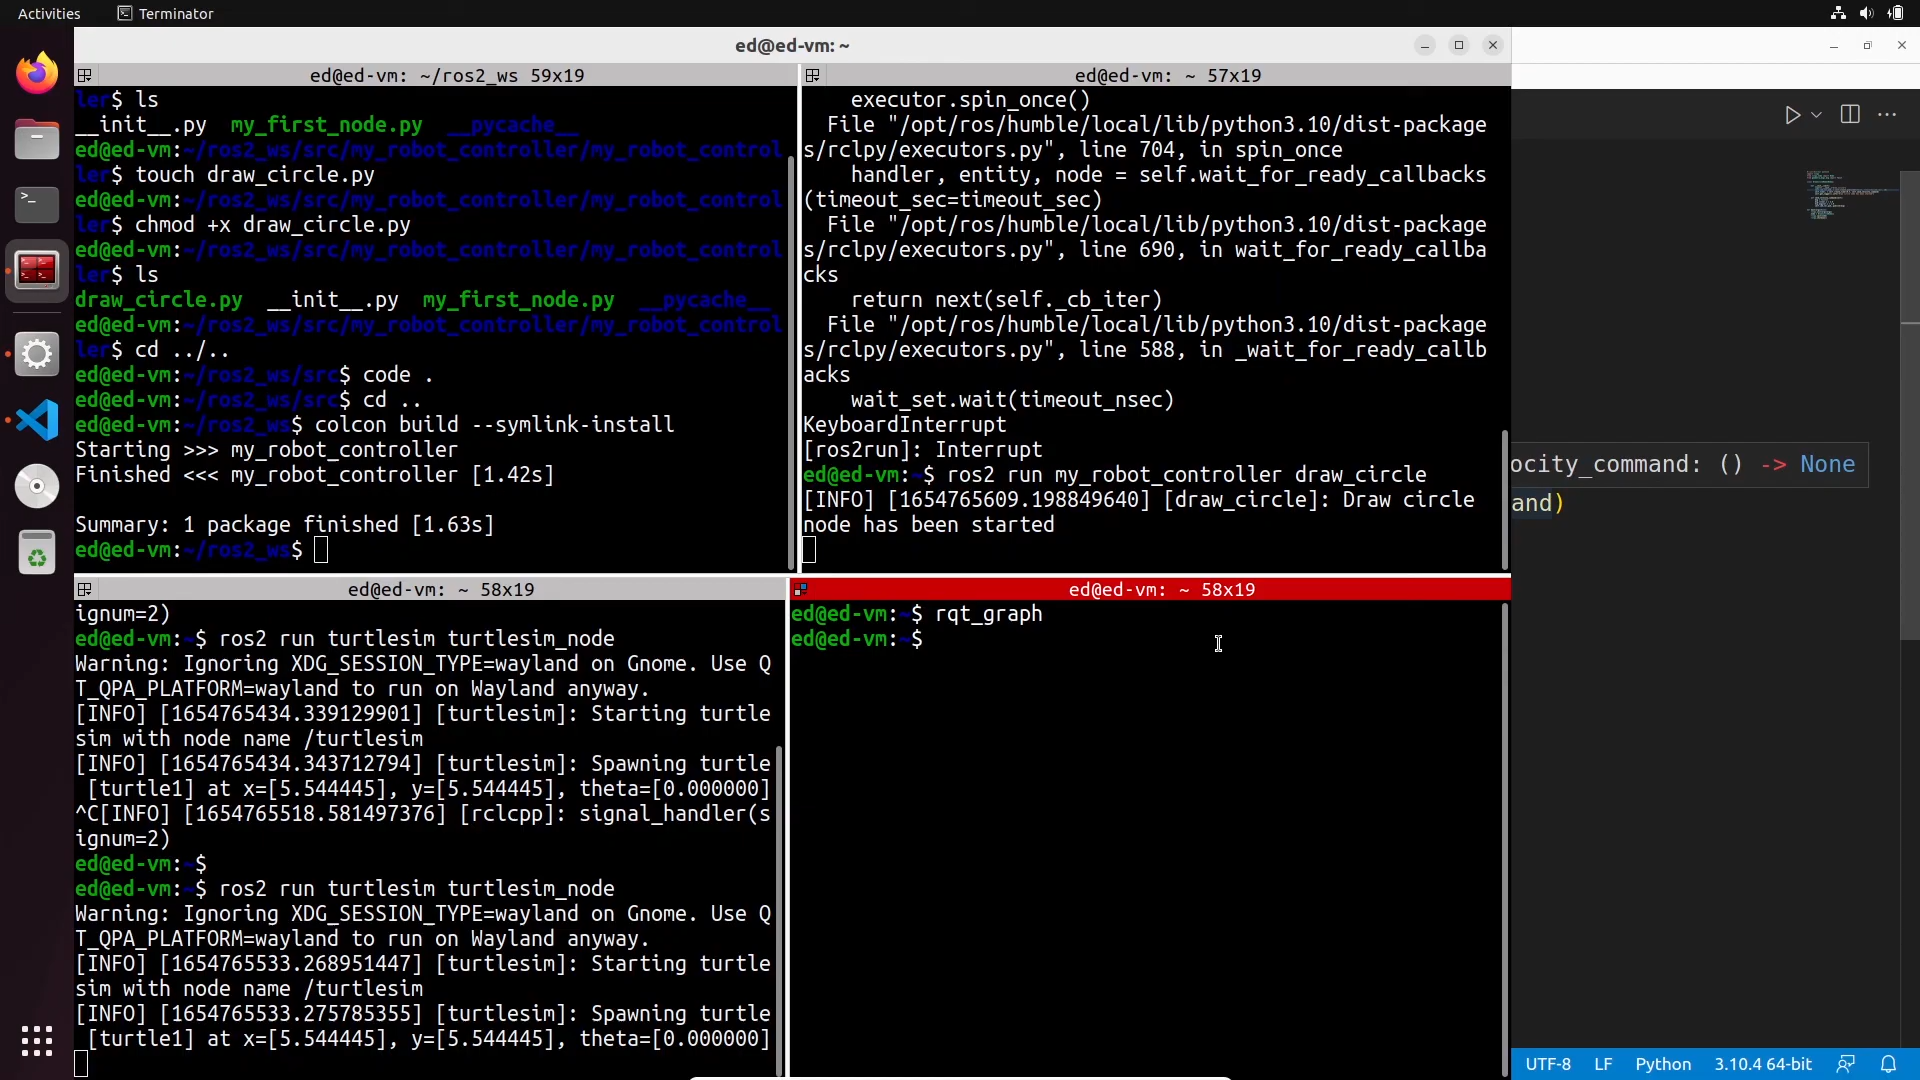 Activities
Terminator
ed@ed-vm: ~
ed@ed-vm: ~/ros2_ws 59x19
ler$ ls
__init__.py  my_first_node.py  __pycache__
ed@ed-vm:~/ros2_ws/src/my_robot_controller/my_robot_control
ler$ touch draw_circle.py
ed@ed-vm:~/ros2_ws/src/my_robot_controller/my_robot_control
ler$ chmod +x draw_circle.py
ed@ed-vm:~/ros2_ws/src/my_robot_controller/my_robot_control
ler$ ls
draw_circle.py  __init__.py  my_first_node.py  __pycache__
ed@ed-vm:~/ros2_ws/src/my_robot_controller/my_robot_control
ler$ cd ../..
ed@ed-vm:~/ros2_ws/src$ code .
ed@ed-vm:~/ros2_ws/src$ cd ..
ed@ed-vm:~/ros2_ws$ colcon build --symlink-install
Starting >>> my_robot_controller
Finished <<< my_robot_controller [1.42s]
Summary: 1 package finished [1.63s]
ed@ed-vm:~/ros2_ws$
ed@ed-vm: ~ 57x19
executor.spin_once()
File "/opt/ros/humble/local/lib/python3.10/dist-package
s/rclpy/executors.py", line 704, in spin_once
handler, entity, node = self.wait_for_ready_callbacks
(timeout_sec=timeout_sec)
File "/opt/ros/humble/local/lib/python3.10/dist-package
s/rclpy/executors.py", line 690, in wait_for_ready_callba
cks
return next(self._cb_iter)
File "/opt/ros/humble/local/lib/python3.10/dist-package
s/rclpy/executors.py", line 588, in _wait_for_ready_callb
acks
wait_set.wait(timeout_nsec)
KeyboardInterrupt
[ros2run]: Interrupt
ed@ed-vm:~$ ros2 run my_robot_controller draw_circle
[INFO] [1654765609.198849640] [draw_circle]: Draw circle
node has been started
ed@ed-vm: ~ 58x19
ignum=2)
ed@ed-vm:~$ ros2 run turtlesim turtlesim_node
Warning: Ignoring XDG_SESSION_TYPE=wayland on Gnome. Use Q
T_QPA_PLATFORM=wayland to run on Wayland anyway.
[INFO] [1654765434.339129901] [turtlesim]: Starting turtle
sim with node name /turtlesim
[INFO] [1654765434.343712794] [turtlesim]: Spawning turtle
[turtle1] at x=[5.544445], y=[5.544445], theta=[0.000000]
^C[INFO] [1654765518.581497376] [rclcpp]: signal_handler(s
ignum=2)
ed@ed-vm:~$
ed@ed-vm:~$ ros2 run turtlesim turtlesim_node
Warning: Ignoring XDG_SESSION_TYPE=wayland on Gnome. Use Q
T_QPA_PLATFORM=wayland to run on Wayland anyway.
[INFO] [1654765533.268951447] [turtlesim]: Starting turtle
sim with node name /turtlesim
[INFO] [1654765533.275785355] [turtlesim]: Spawning turtle
[turtle1] at x=[5.544445], y=[5.544445], theta=[0.000000]
ed@ed-vm: ~ 58x19
ed@ed-vm:~$ rqt_graph
ed@ed-vm:~$
ocity_command: () -> None
and)
UTF-8
LF
Python
3.10.4 64-bit